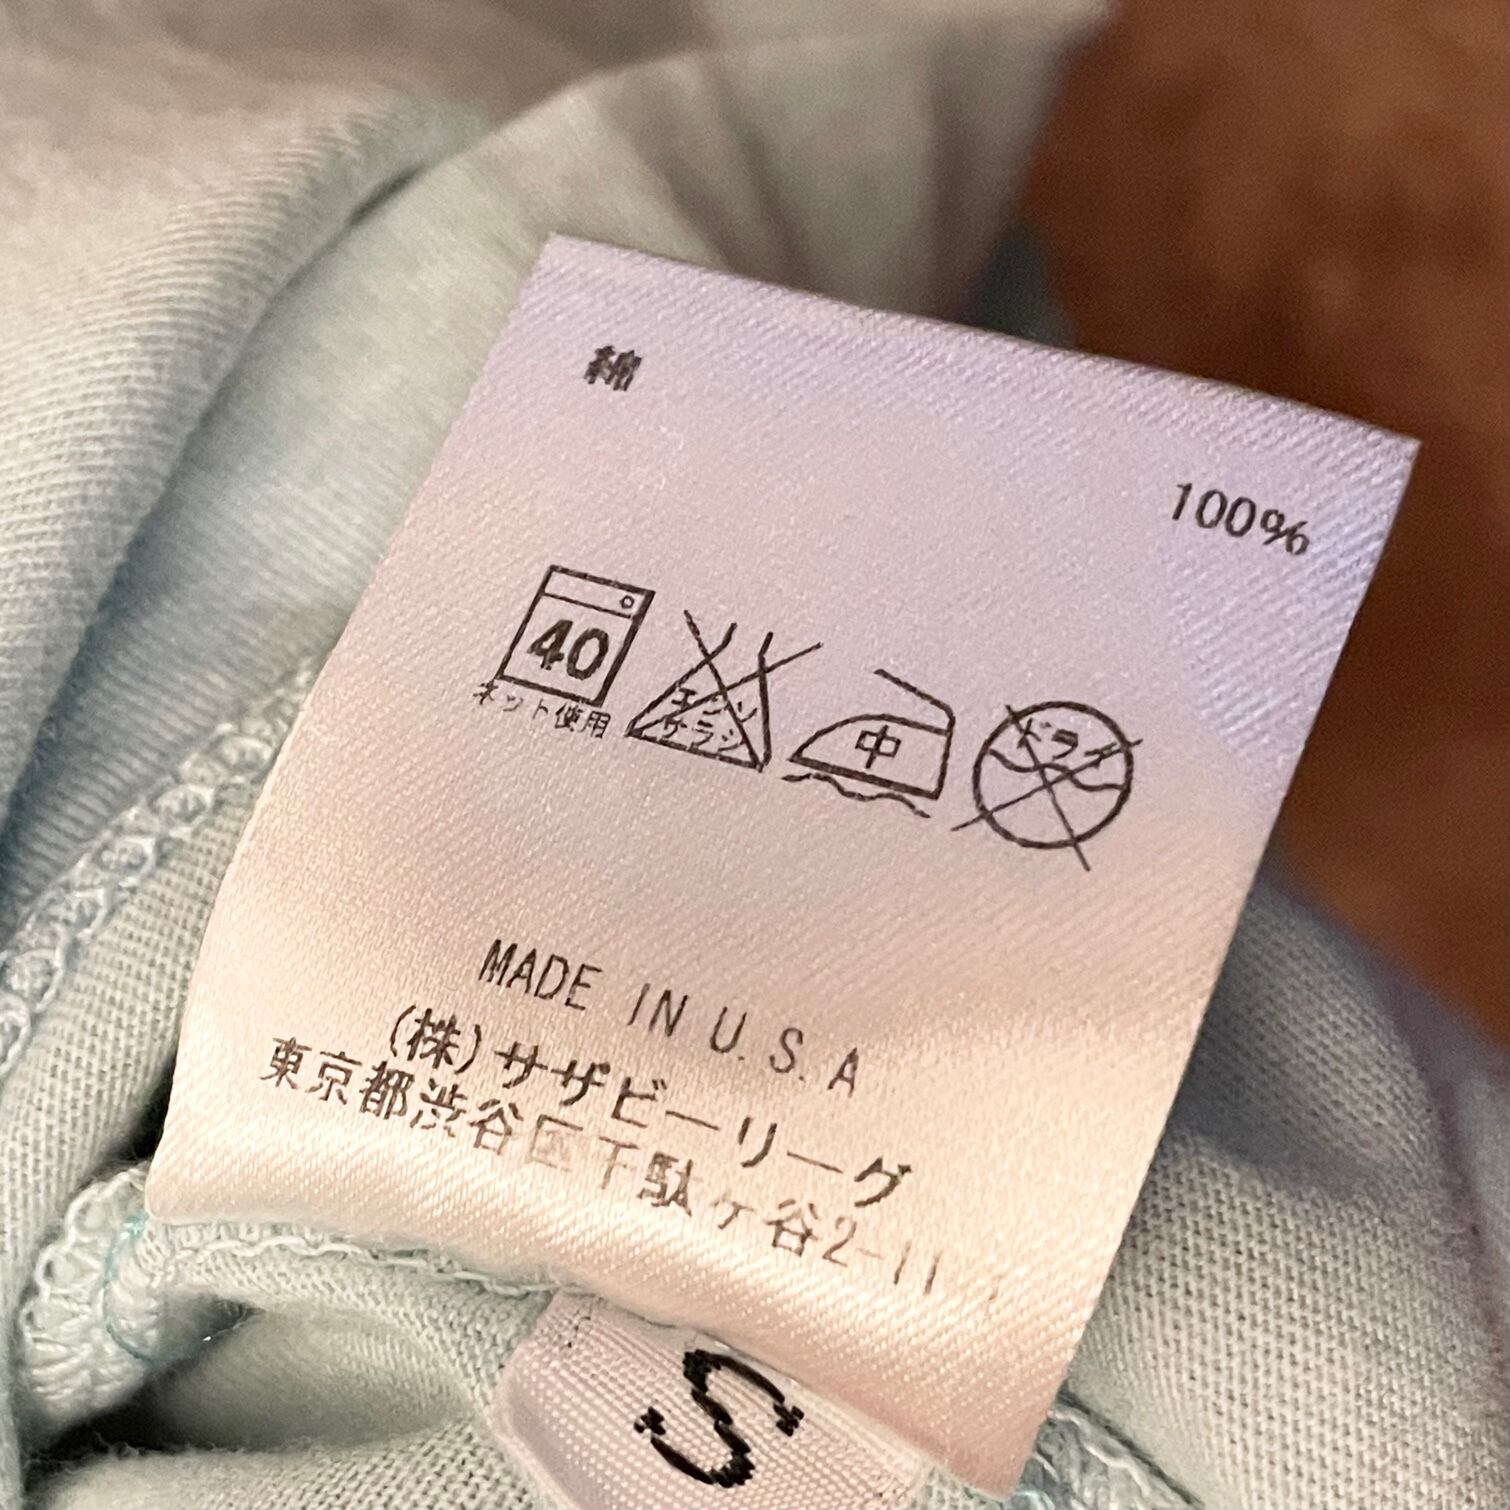 綿
100%
40
ネット使用
エンソ
サラシ
中
ドライ
MADE IN U.S.A
(株)サザビーリーグ
東京都渋谷区千駄ヶ谷2-11
S